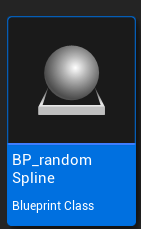 BP_random
Spline
Blueprint Class